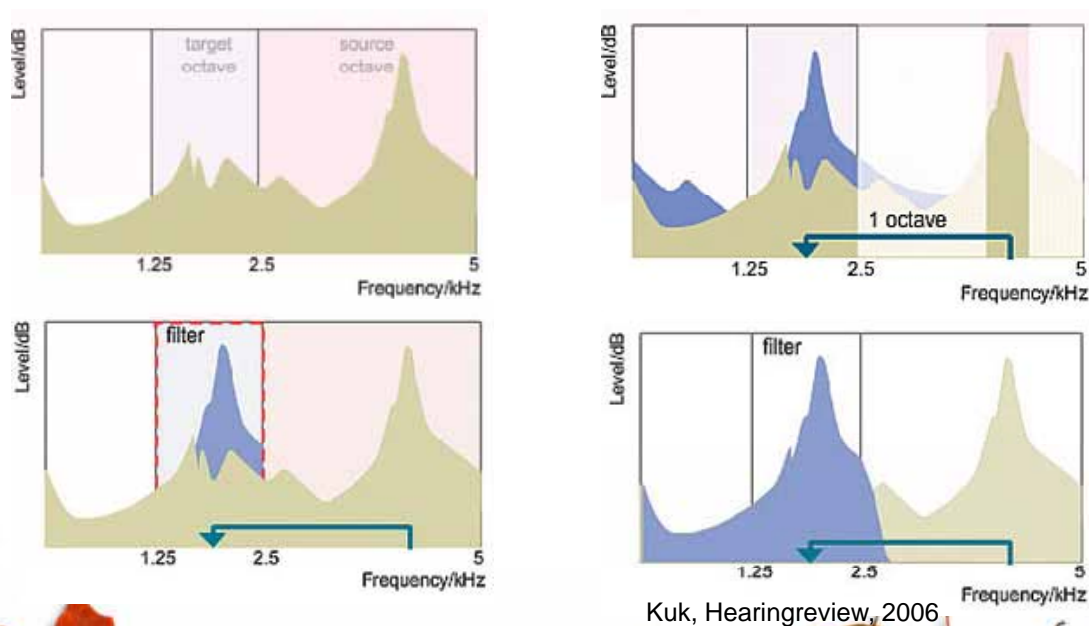 Level/dB
target
octave
source
octave
1.25
2.5
5
Frequency/kHz
Level/dB
1 octave
1.25
2.5
5
Frequency/kHz
Level/dB
filter
1.25
2.5
5
Frequency/kHz
Level/dB
filter
1.25
2.5
5
Frequency/kHz
Kuk, Hearingreview, 2006